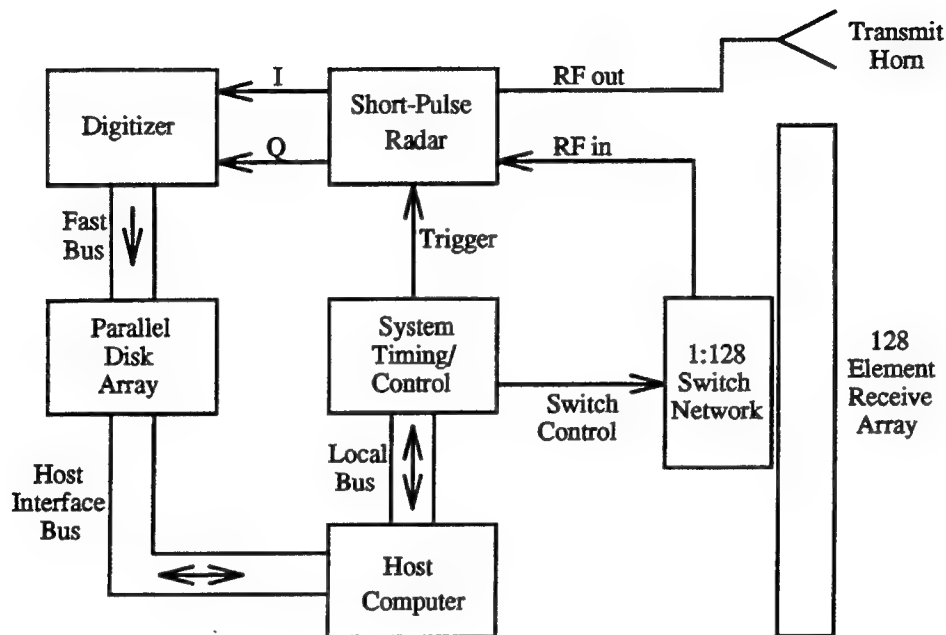 Transmit
Horn
I
RF out
Digitizer
Short-Pulse
Radar
Q
RF in
Fast
Bus
Trigger
Parallel
Disk
Array
System
Timing/
Control
1:128
Switch
Network
128
Element
Receive
Array
Switch
Control
Host
Interface
Bus
Local
Bus
Host
Computer